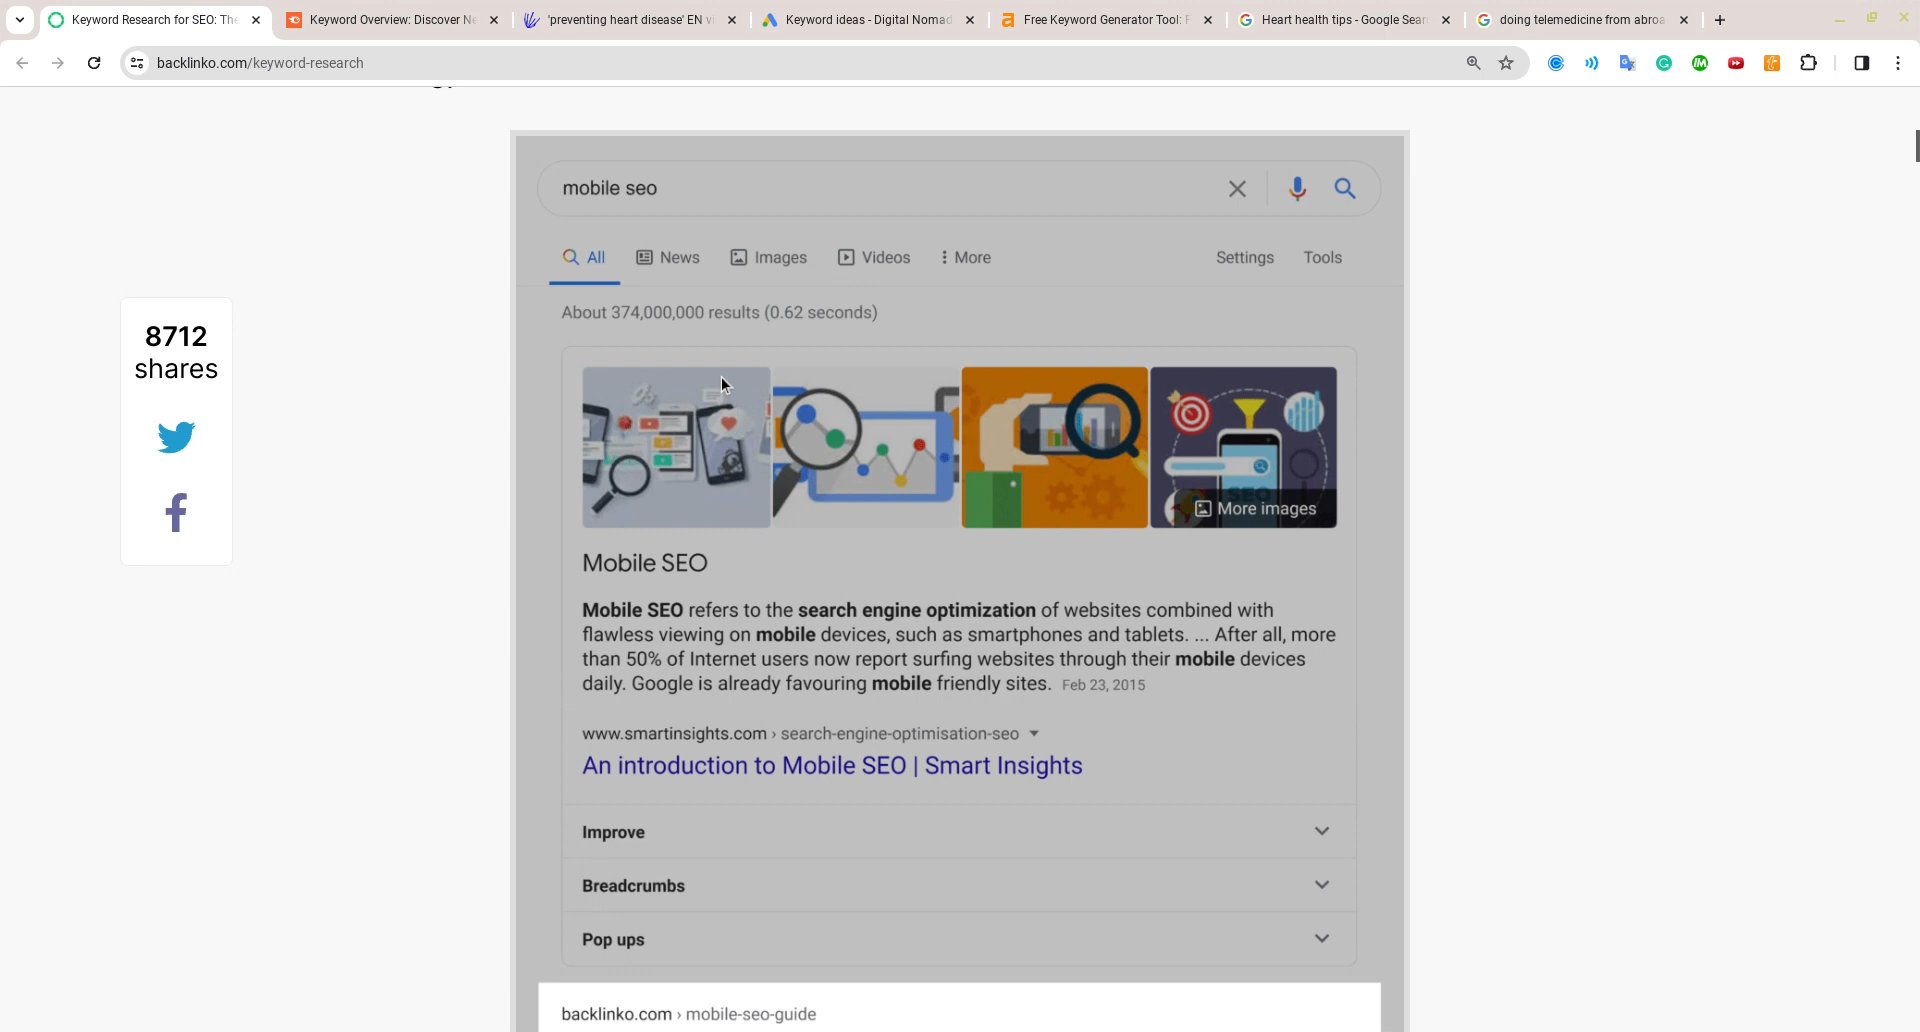 Keyword Research for SEO: The
Keyword Overview: Discover Ne
'preventing heart disease' EN vi
Keyword ideas - Digital Nomad
Free Keyword Generator Tool: F
Heart health tips - Google Sear
doing telemedicine from abroa
backlinko.com/keyword-research
mobile seo
All
News
Images
Videos
More
Settings
Tools
About 374,000,000 results (0.62 seconds)
8712
shares
SEO
More images
Mobile SEO
Mobile SEO refers to the search engine optimization of websites combined with
flawless viewing on mobile devices, such as smartphones and tablets. ... After all, more
than 50% of Internet users now report surfing websites through their mobile devices
daily. Google is already favouring mobile friendly sites. Feb 23, 2015
www.smartinsights.com › search-engine-optimisation-seo
An introduction to Mobile SEO | Smart Insights
Improve
Breadcrumbs
Pop ups
backlinko.com › mobile-seo-guide